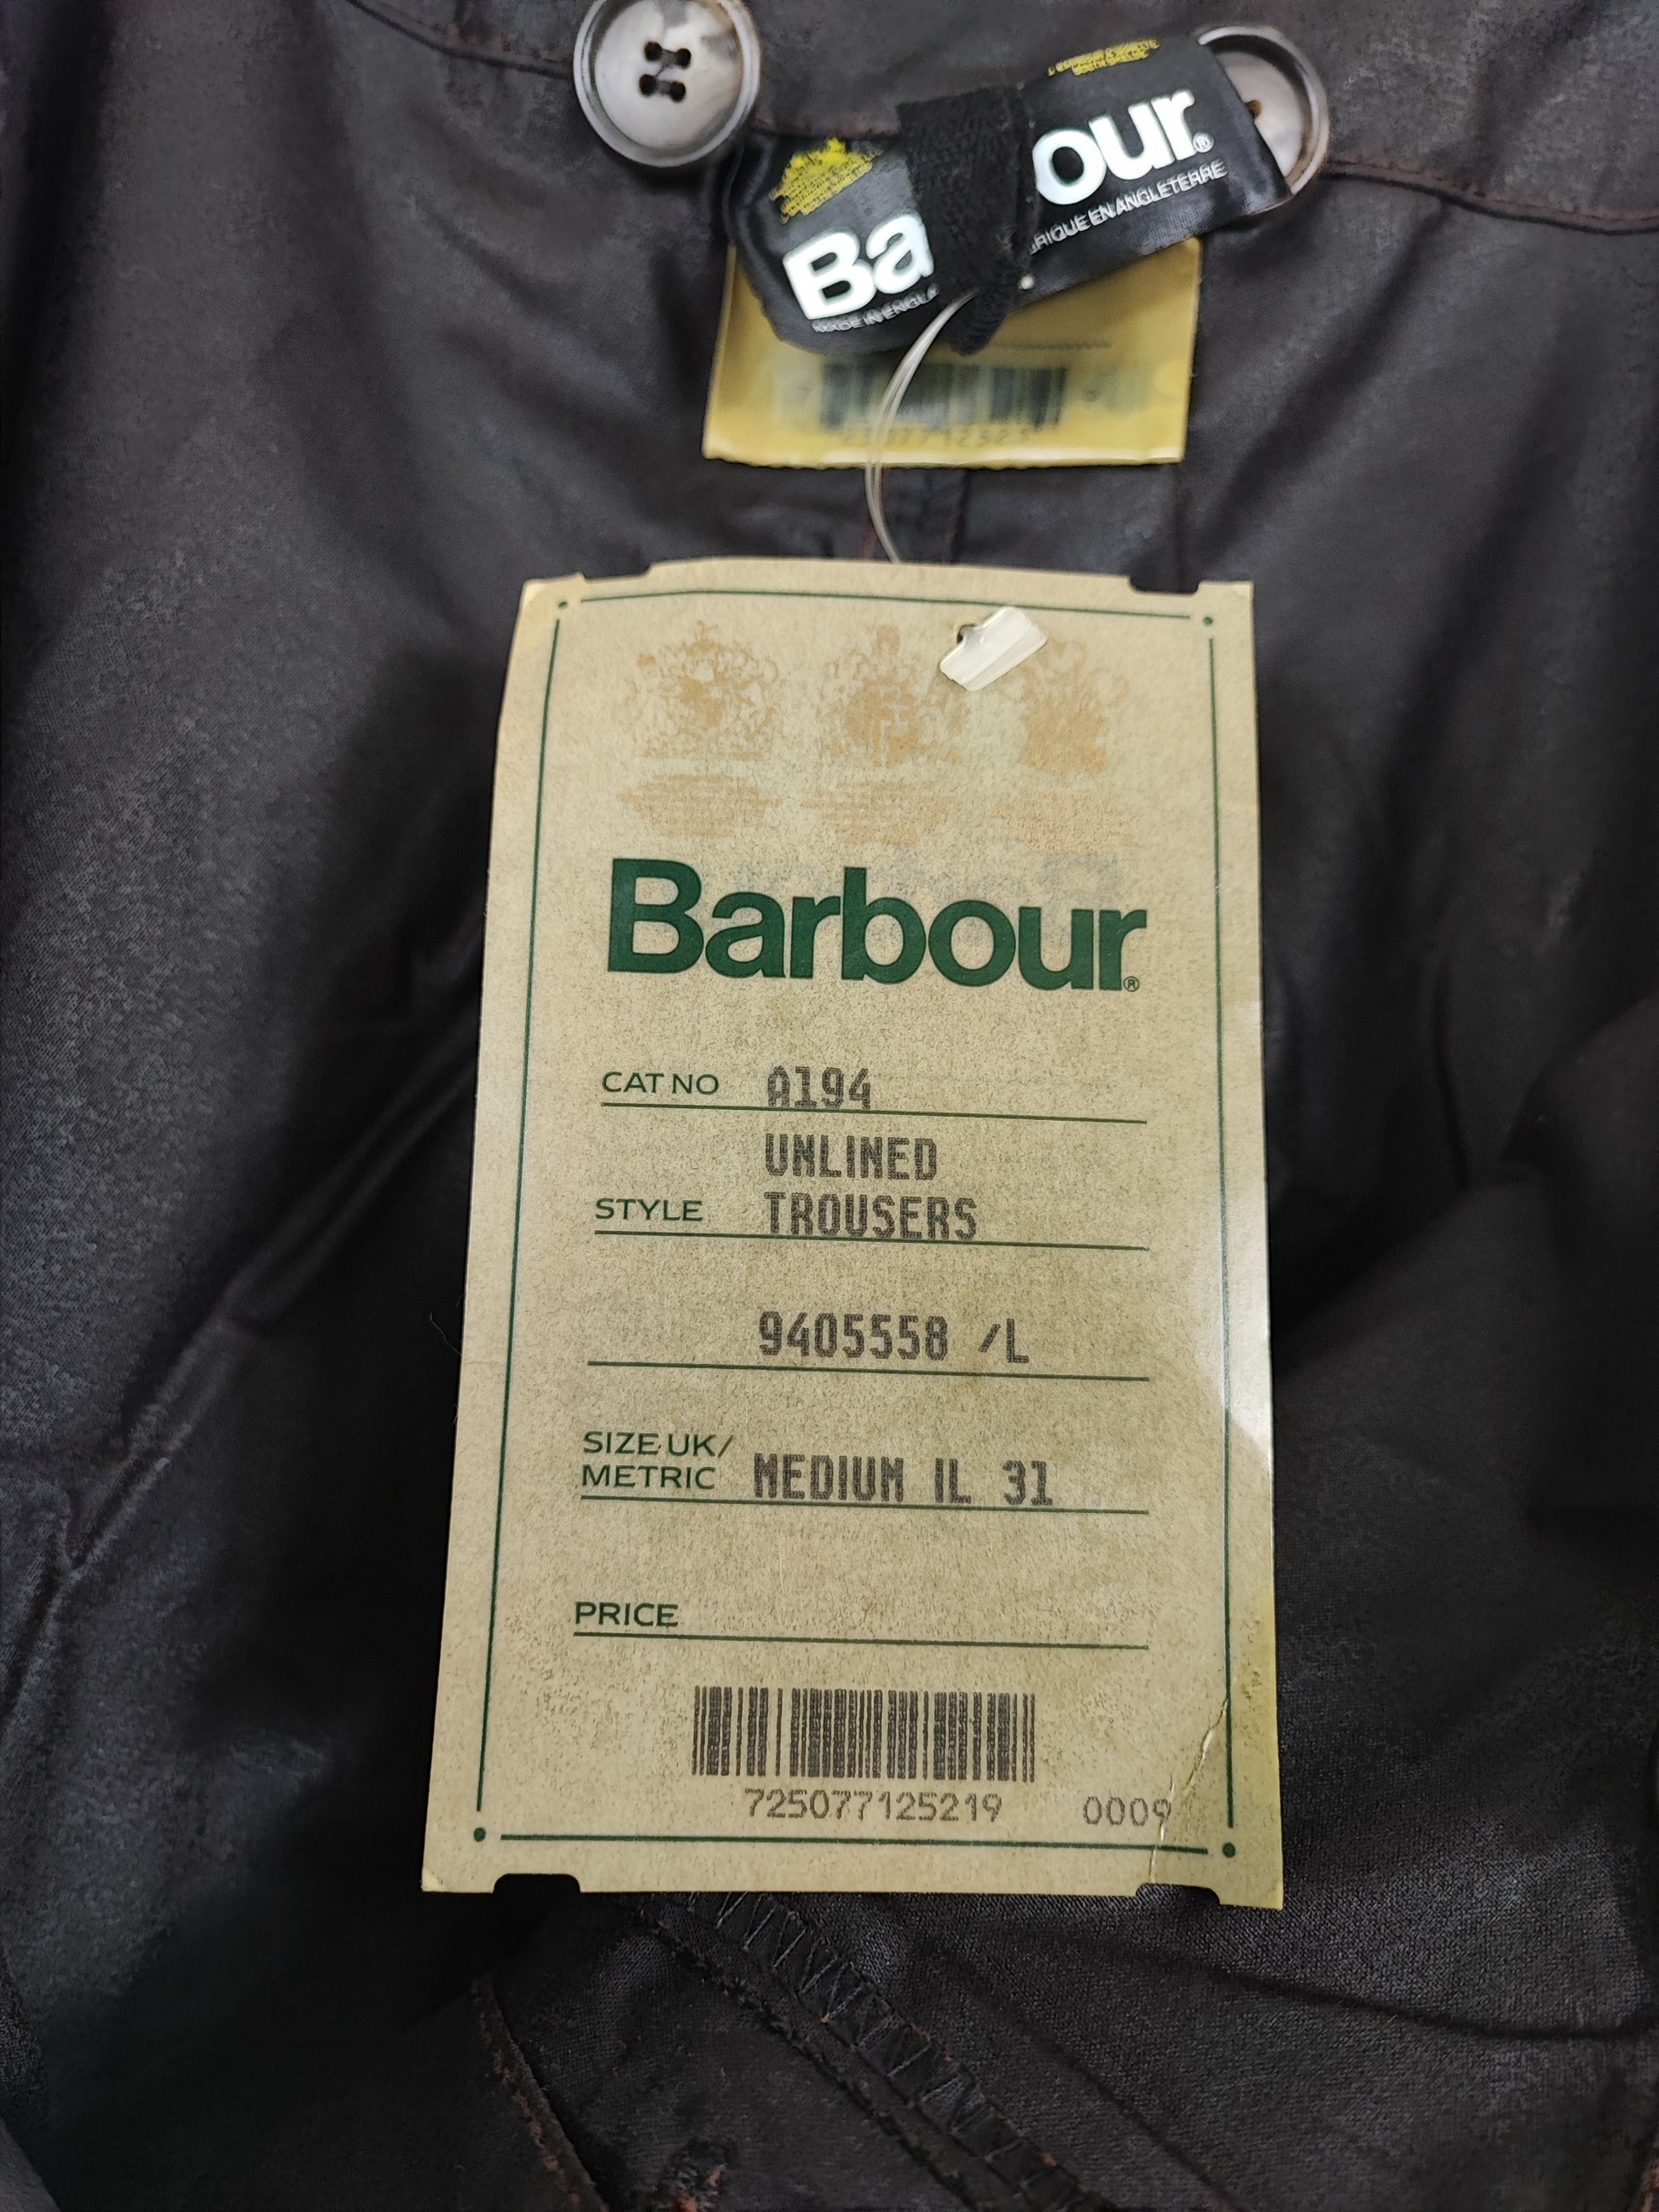 Ba our®
MADE IN ENGLA
RIQUE EN ANGLETERRE
Barbour®
CAT NO A194
UNLINED
STYLE TROUSERS
9405558 /L
SIZE UK/
METRIC MEDIUM IL 31
PRICE
725077125219 0009